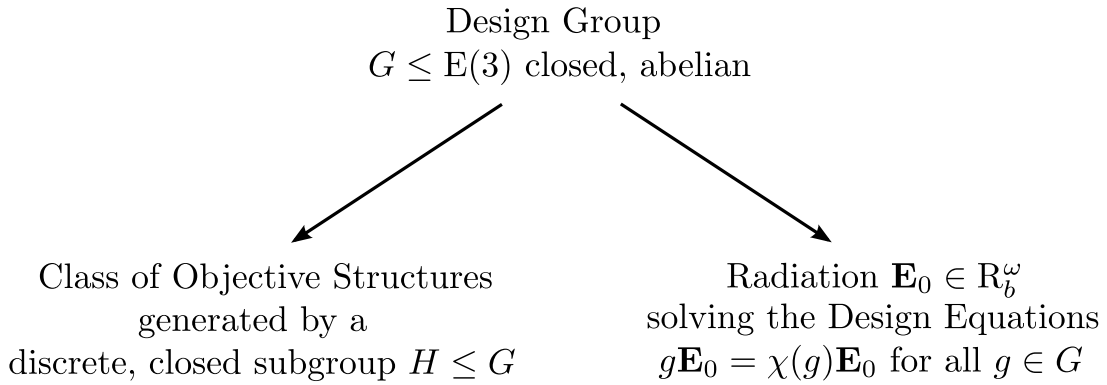 Design Group
G ≤ E(3) closed, abelian
Class of Objective Structures
generated by a
discrete, closed subgroup H ≤ G
Radiation E₀ ∈ R_b^ω
solving the Design Equations
gE₀ = χ(g)E₀ for all g ∈ G